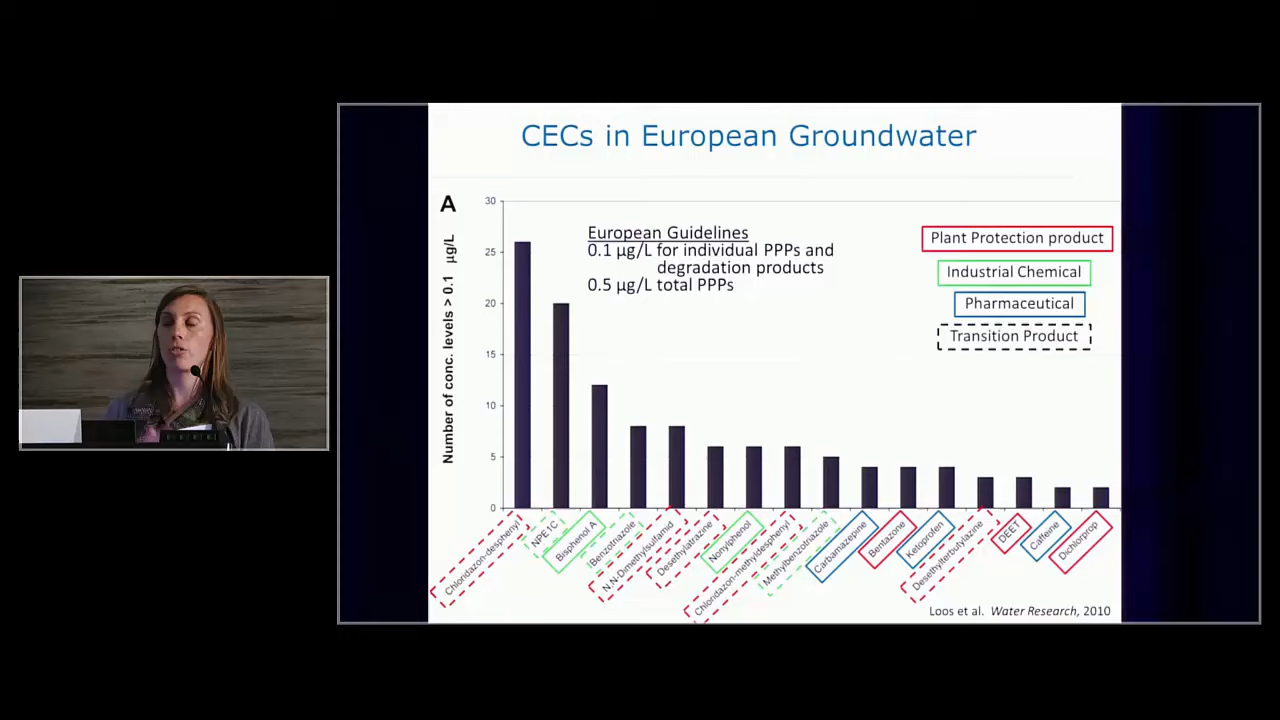 CECs in European Groundwater
A
Number of conc. levels > 0.1 µg/L
30
25
20
15
10
5
0
European Guidelines
0.1 µg/L for individual PPPs and
degradation products
0.5 µg/L total PPPs
Plant Protection product
Industrial Chemical
Pharmaceutical
Transition Product
Chloridazon-desphenyl
NPE1C
Bisphenol A
Benzotriazole
N,N-Dimethylsulfamid
Desethylatrazine
Nonylphenol
Chloridazon-methyldesphenyl
Methylbenzotriazole
Carbamazepine
Bentazone
Ketoprofen
Desethylterbutylazine
DEET
Caffeine
Dichlorprop
Loos et al. Water Research, 2010